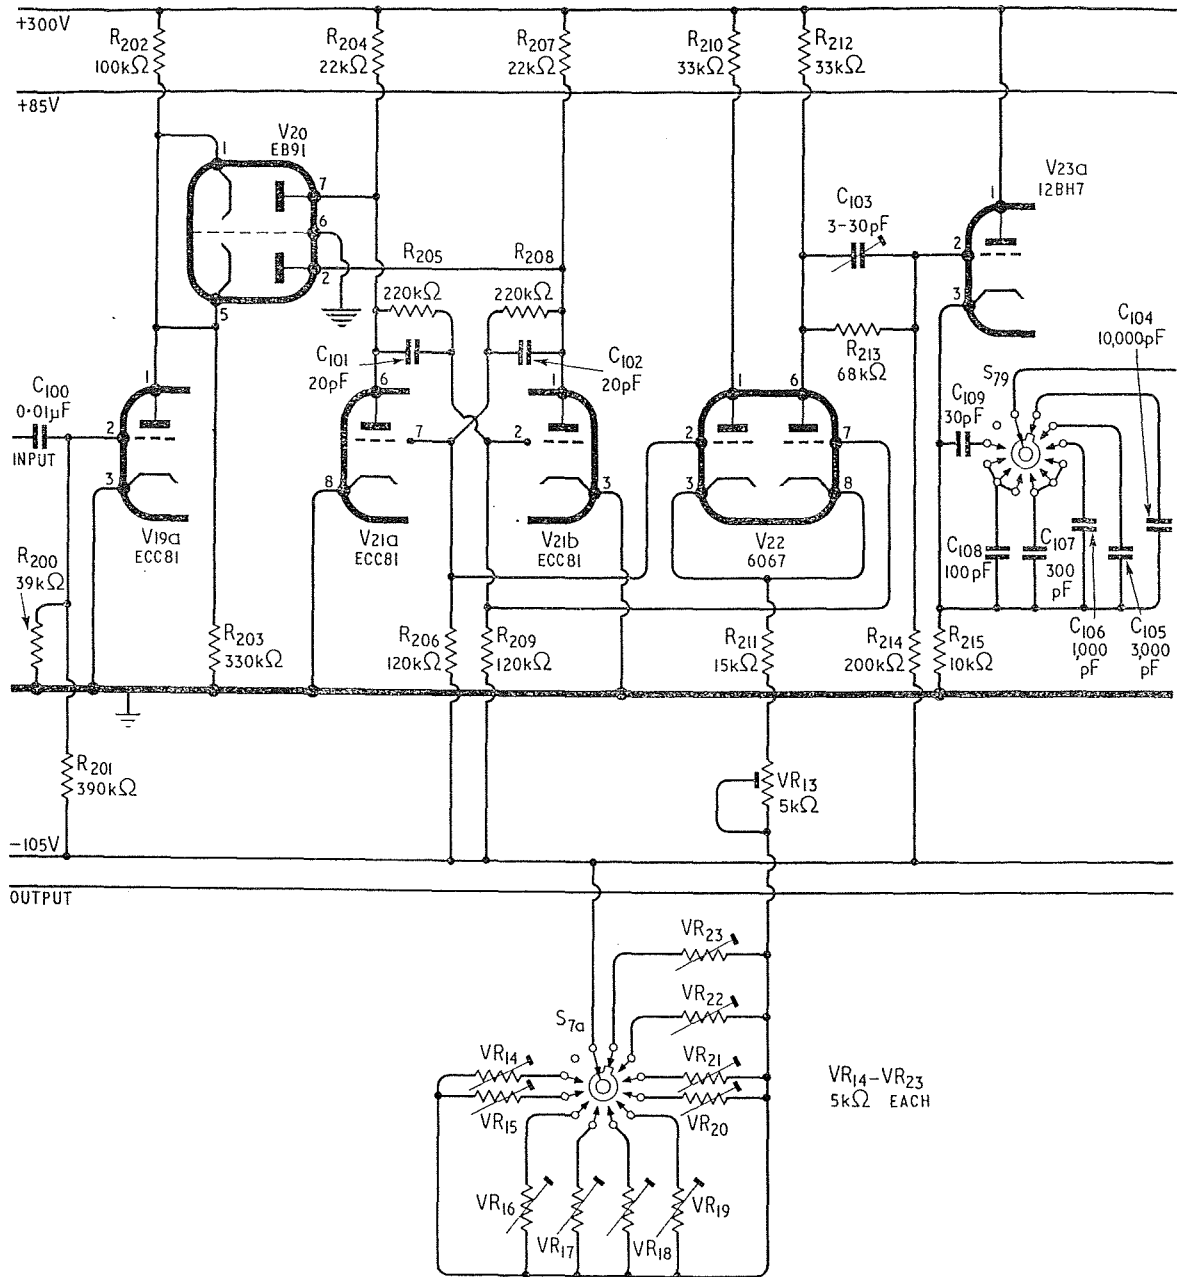 +300V
R202
100kΩ
R204
22kΩ
R207
22kΩ
R210
33kΩ
R212
33kΩ
+85V
V20
EB91
1
7
6
2
5
V23a
12BH7
1
2
3
C103
3-30pF
R205
220kΩ
R208
220kΩ
C104
10,000pF
S79
C101
20pF
C102
20pF
R213
68kΩ
C109
30pF
C100
0·01µF
INPUT
1
2
3
6
7
8
1
2
3
1
6
2
7
3
8
V19a
ECC81
V21a
ECC81
V21b
ECC81
V22
6067
R200
39kΩ
C108
100pF
C107
300
pF
R203
330kΩ
R206
120kΩ
R209
120kΩ
R211
15kΩ
R214
200kΩ
R215
10kΩ
C106
1,000
pF
C105
3,000
pF
R201
390kΩ
VR13
5kΩ
-105V
OUTPUT
VR23
VR22
S7a
VR14
VR21
VR15
VR20
VR14-VR23
5kΩ EACH
VR16
VR19
VR17
VR18